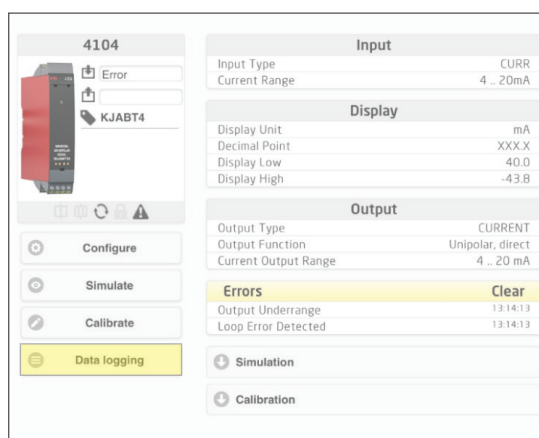 4104
Error
KJABT4
Configure
Simulate
Calibrate
Data logging
Input
Input Type CURR
Current Range 4 .. 20mA
Display
Display Unit mA
Decimal Point XXX.X
Display Low 40.0
Display High -43.8
Output
Output Type CURRENT
Output Function Unipolar, direct
Current Output Range 4 .. 20 mA
Errors Clear
Output Underrange 13:14:13
Loop Error Detected 13:14:13
Simulation
Calibration